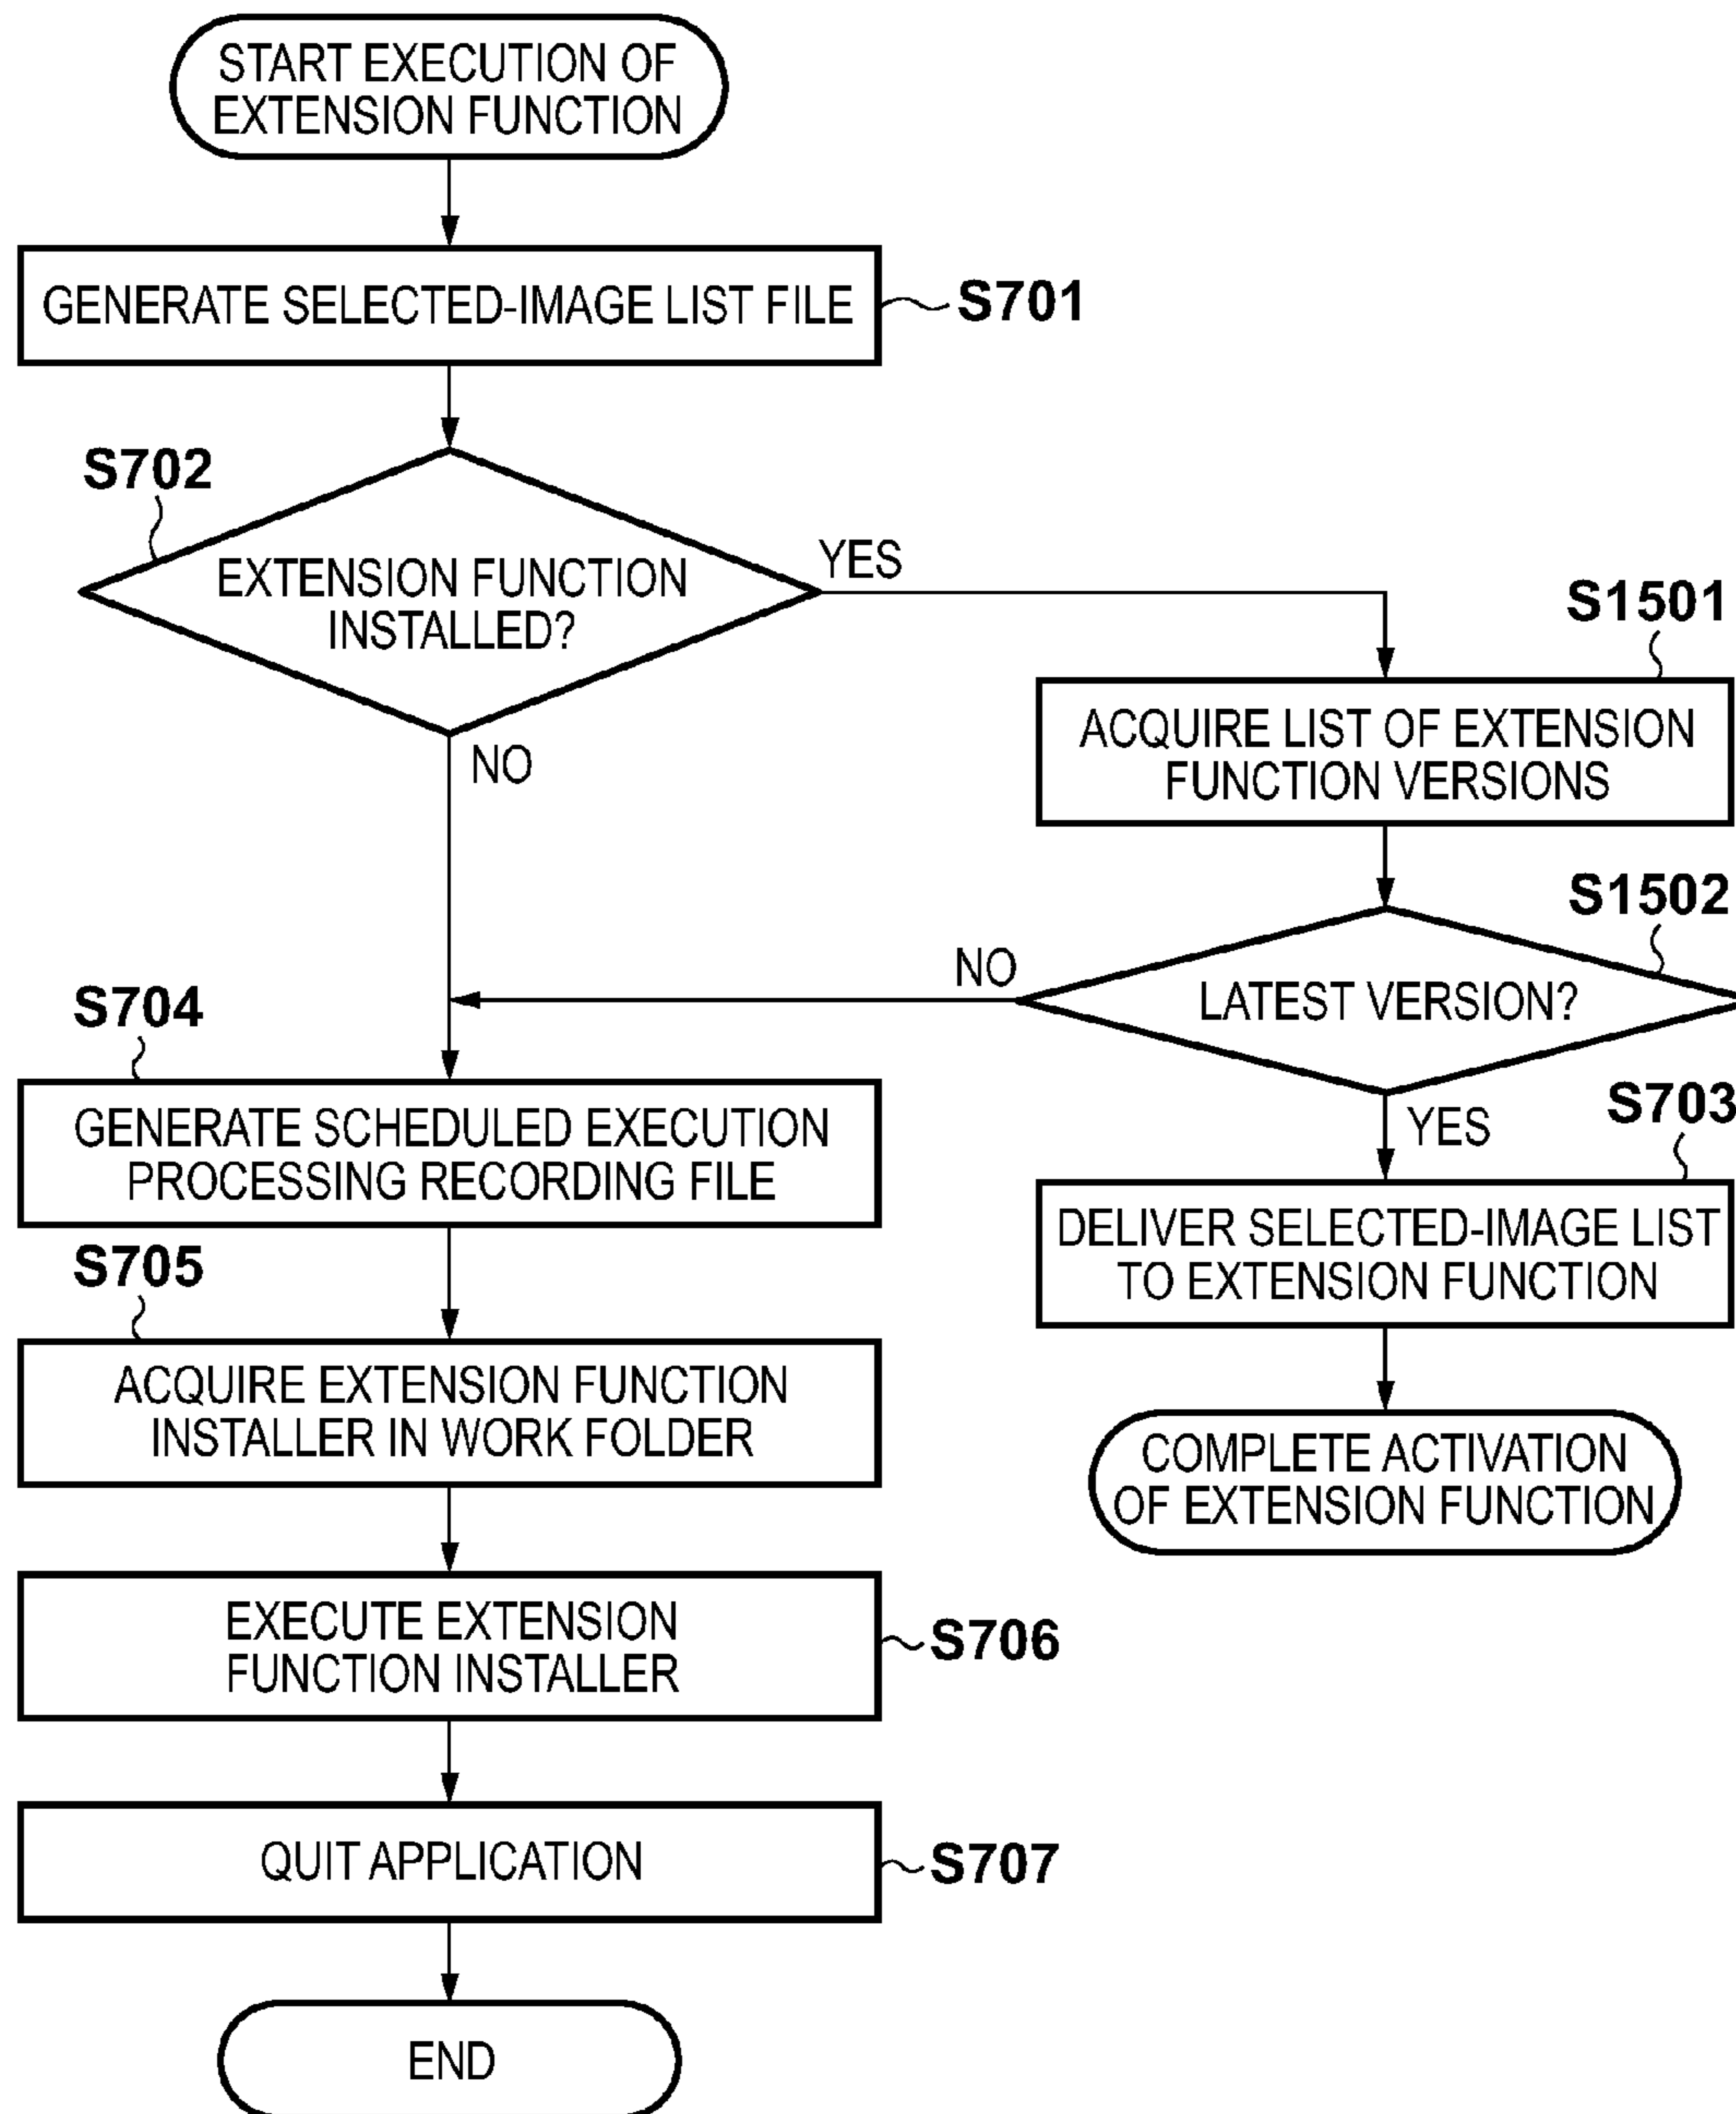 START EXECUTION OF
EXTENSION FUNCTION
GENERATE SELECTED-IMAGE LIST FILE
S701
S702
EXTENSION FUNCTION
INSTALLED?
YES
NO
S1501
ACQUIRE LIST OF EXTENSION
FUNCTION VERSIONS
S1502
LATEST VERSION?
NO
YES
S703
DELIVER SELECTED-IMAGE LIST
TO EXTENSION FUNCTION
COMPLETE ACTIVATION
OF EXTENSION FUNCTION
S704
GENERATE SCHEDULED EXECUTION
PROCESSING RECORDING FILE
S705
ACQUIRE EXTENSION FUNCTION
INSTALLER IN WORK FOLDER
EXECUTE EXTENSION
FUNCTION INSTALLER
S706
QUIT APPLICATION
S707
END